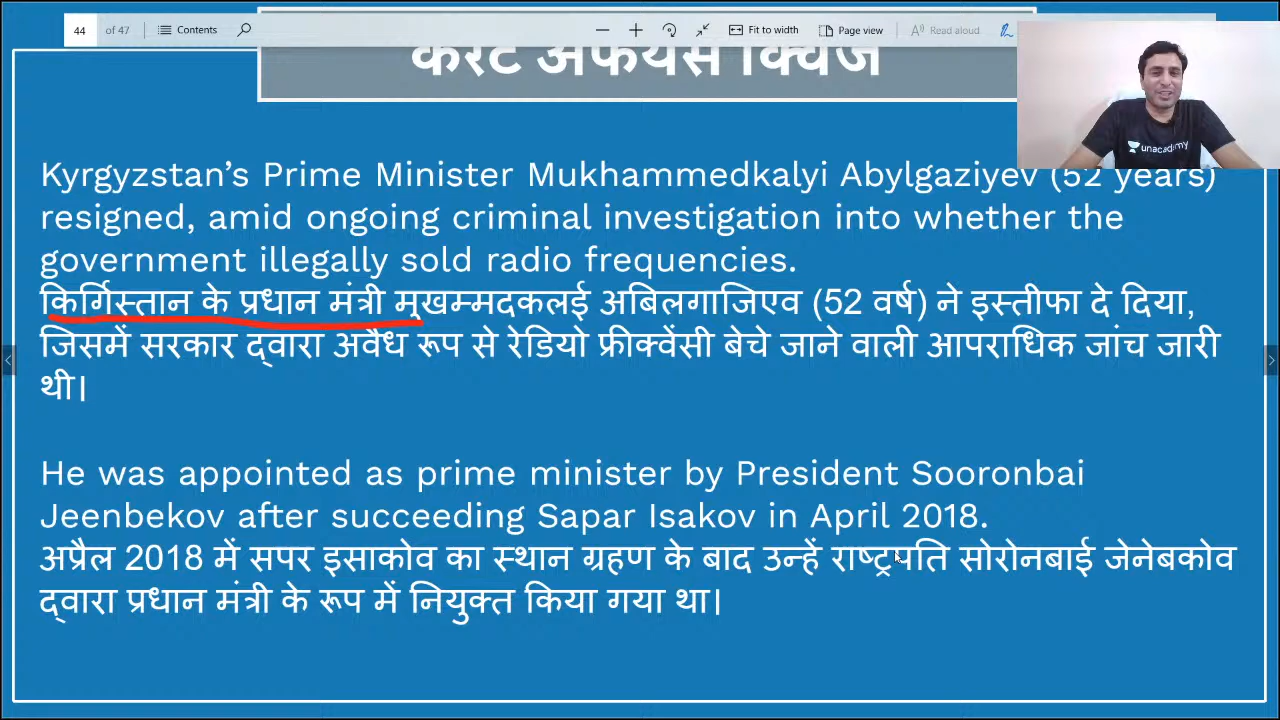 44 of 47 Contents Fit to width Page view Read aloud
करंट अफेयर्स क्विज
unacademy
Kyrgyzstan’s Prime Minister Mukhammedkalyi Abylgaziyev (52 years)
resigned, amid ongoing criminal investigation into whether the
government illegally sold radio frequencies.
किर्गिस्तान के प्रधान मंत्री मुखम्मदकलई अबिलगाजिएव (52 वर्ष) ने इस्तीफा दे दिया,
जिसमें सरकार द्वारा अवैध रूप से रेडियो फ्रीक्वेंसी बेचे जाने वाली आपराधिक जांच जारी
थी।
He was appointed as prime minister by President Sooronbai
Jeenbekov after succeeding Sapar Isakov in April 2018.
अप्रैल 2018 में सपर इसाकोव का स्थान ग्रहण के बाद उन्हें राष्ट्रपति सोरोनबाई जेनेबकोव
द्वारा प्रधान मंत्री के रूप में नियुक्त किया गया था।